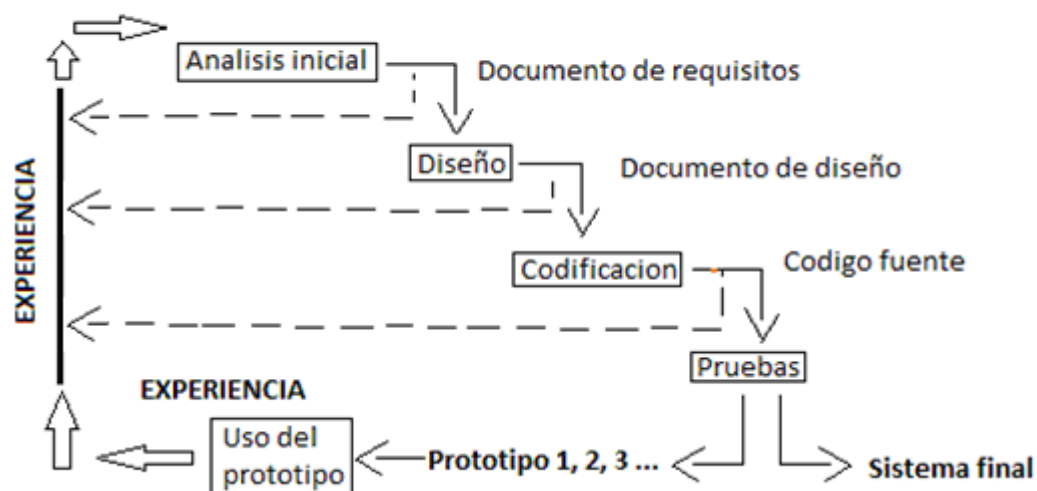 Analisis inicial
Documento de requisitos
Diseño
Documento de diseño
EXPERIENCIA
Codificacion
Codigo fuente
Pruebas
EXPERIENCIA
Uso del
prototipo
Prototipo 1, 2, 3 ...
Sistema final